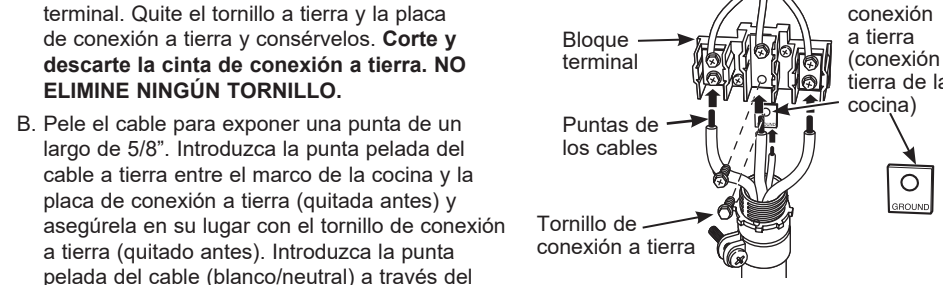 terminal. Quite el tornillo a tierra y la placa
de conexión a tierra y consérvelos. Corte y
descarte la cinta de conexión a tierra. NO
ELIMINE NINGÚN TORNILLO.
B. Pele el cable para exponer una punta de un
largo de 5/8”. Introduzca la punta pelada del
cable a tierra entre el marco de la cocina y la
placa de conexión a tierra (quitada antes) y
asegúrela en su lugar con el tornillo de conexión
a tierra (quitado antes). Introduzca la punta
pelada del cable (blanco/neutral) a través del
Bloque
terminal
Puntas de
los cables
Tornillo de
conexión a tierra
conexión
a tierra
(conexión
tierra de la
cocina)
GROUND